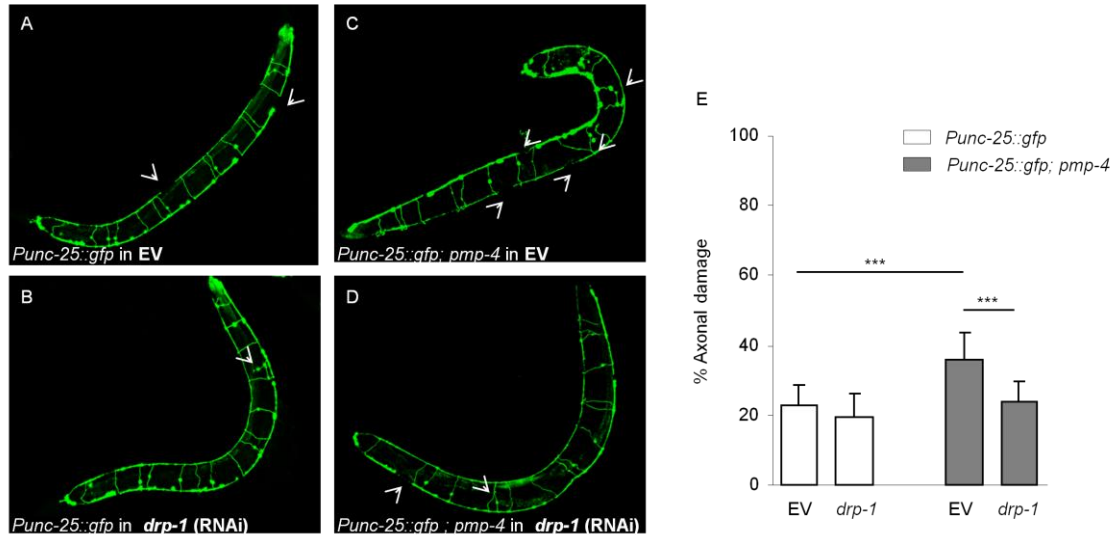 A
Punc-25::gfp in EV
C
Punc-25::gfp; pmp-4 in EV
B
Punc-25::gfp in drp-1 (RNAi)
D
Punc-25::gfp ; pmp-4 in drp-1 (RNAi)
E
Punc-25::gfp
Punc-25::gfp; pmp-4
% Axonal damage
100
80
60
40
20
0
***
***
EV drp-1 EV drp-1